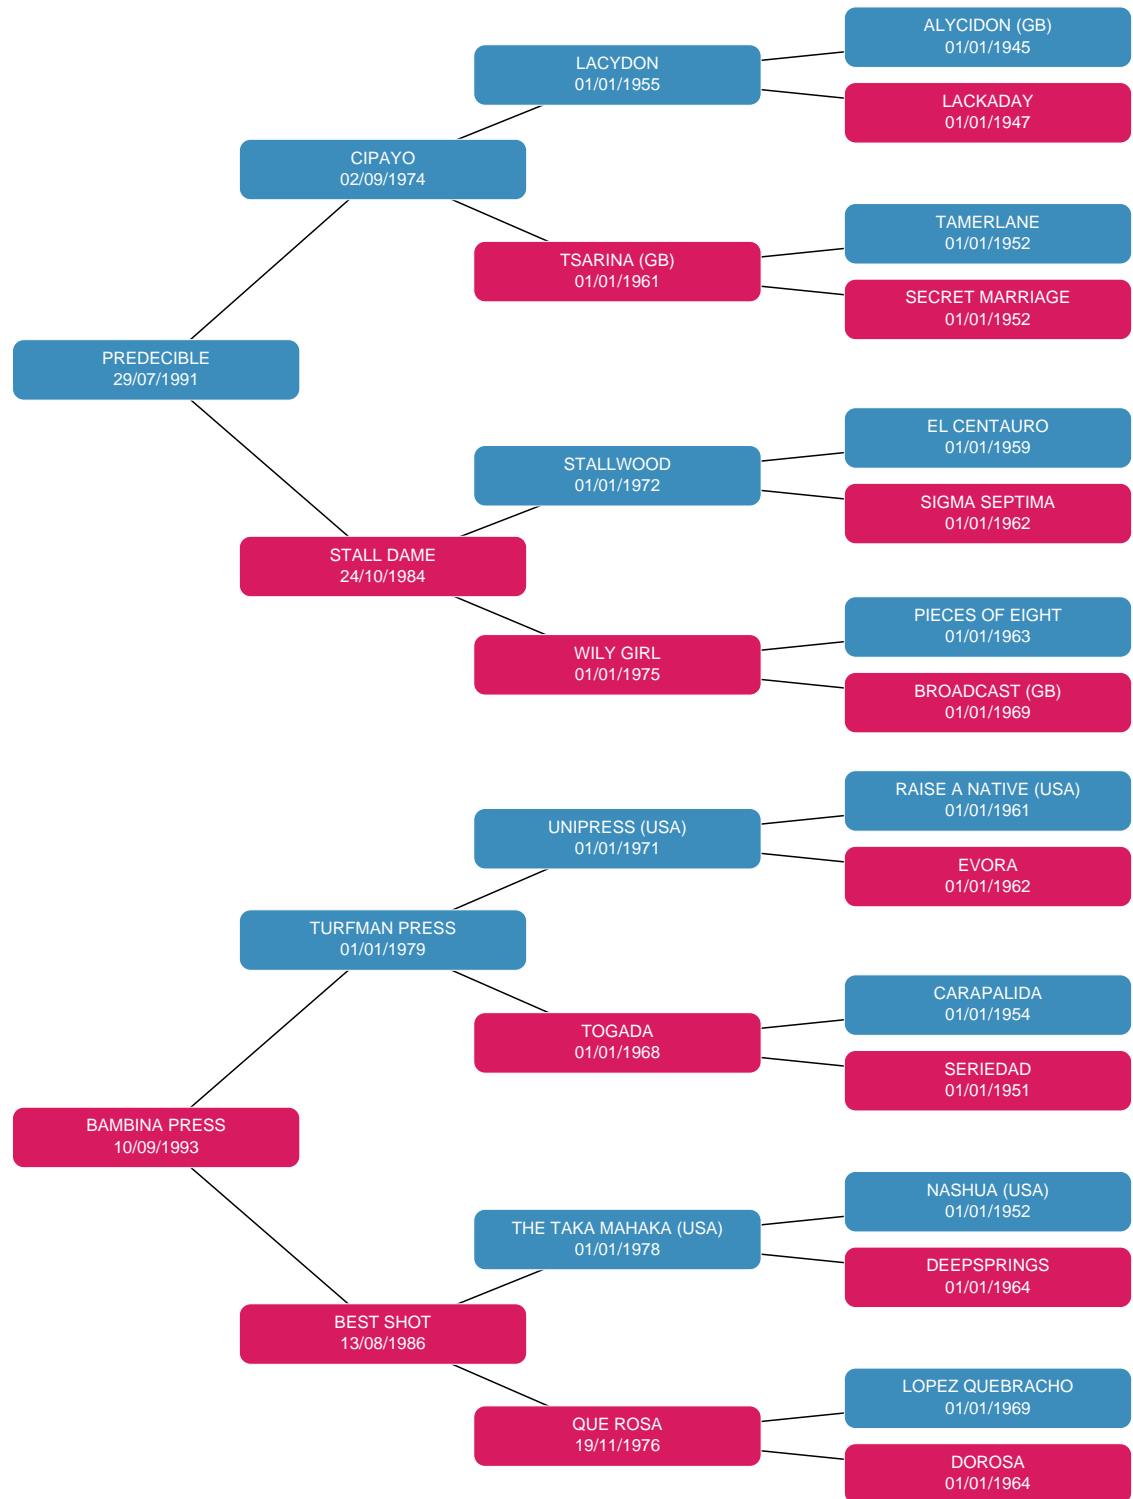 ALYCIDON (GB)
01/01/1945
LACYDON
01/01/1955
LACKADAY
01/01/1947
CIPAYO
02/09/1974
TAMERLANE
01/01/1952
TSARINA (GB)
01/01/1961
SECRET MARRIAGE
01/01/1952
PREDECIBLE
29/07/1991
EL CENTAURO
01/01/1959
STALLWOOD
01/01/1972
SIGMA SEPTIMA
01/01/1962
STALL DAME
24/10/1984
PIECES OF EIGHT
01/01/1963
WILY GIRL
01/01/1975
BROADCAST (GB)
01/01/1969
RAISE A NATIVE (USA)
01/01/1961
UNIPRESS (USA)
01/01/1971
EVORA
01/01/1962
TURFMAN PRESS
01/01/1979
CARAPALIDA
01/01/1954
TOGADA
01/01/1968
SERIEDAD
01/01/1951
BAMBINA PRESS
10/09/1993
NASHUA (USA)
01/01/1952
THE TAKA MAHAKA (USA)
01/01/1978
DEEPSPRINGS
01/01/1964
BEST SHOT
13/08/1986
LOPEZ QUEBRACHO
01/01/1969
QUE ROSA
19/11/1976
DOROSA
01/01/1964